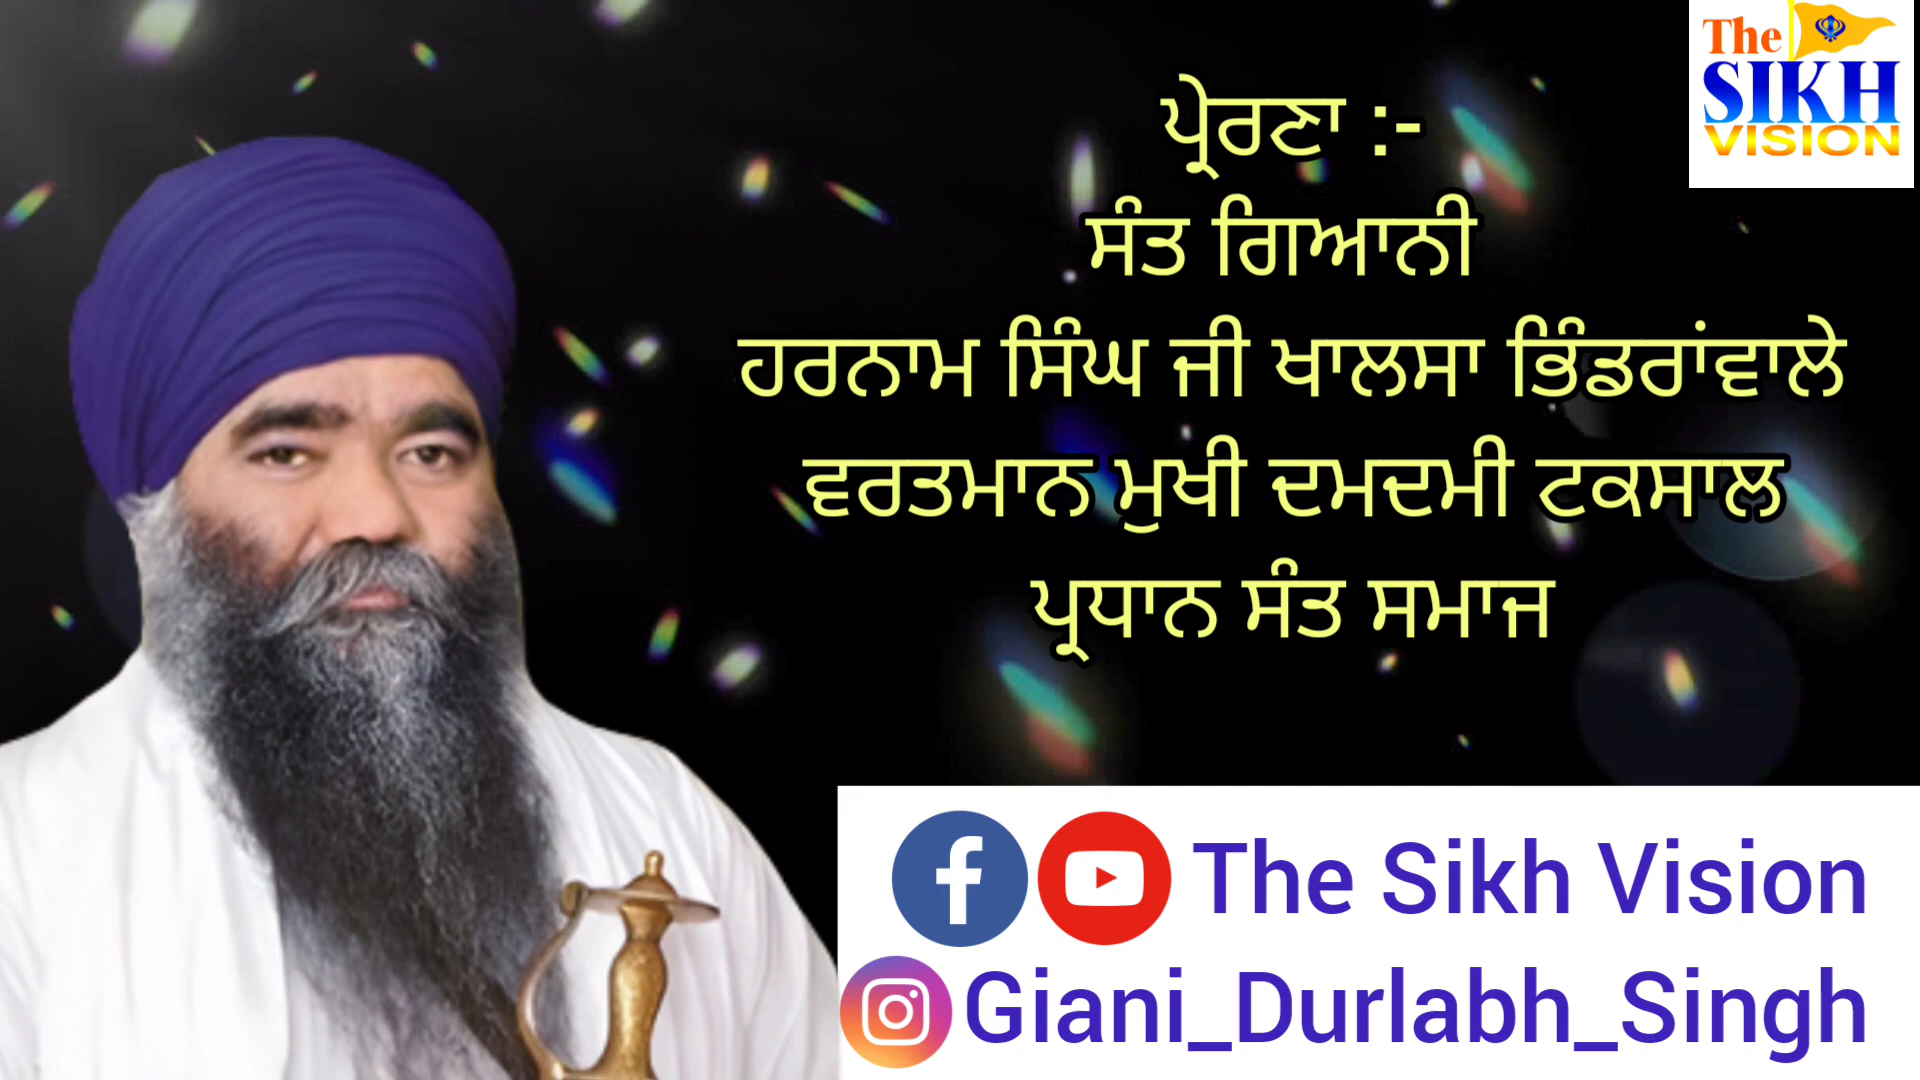 The
SIKH
VISION
ਪ੍ਰੇਰਣਾ :-
ਸੰਤ ਗਿਆਨੀ
ਹਰਨਾਮ ਸਿੰਘ ਜੀ ਖਾਲਸਾ ਭਿੰਡਰਾਂਵਾਲੇ
ਵਰਤਮਾਨ ਮੁਖੀ ਦਮਦਮੀ ਟਕਸਾਲ
ਪ੍ਰਧਾਨ ਸੰਤ ਸਮਾਜ
The Sikh Vision
Giani_Durlabh_Singh